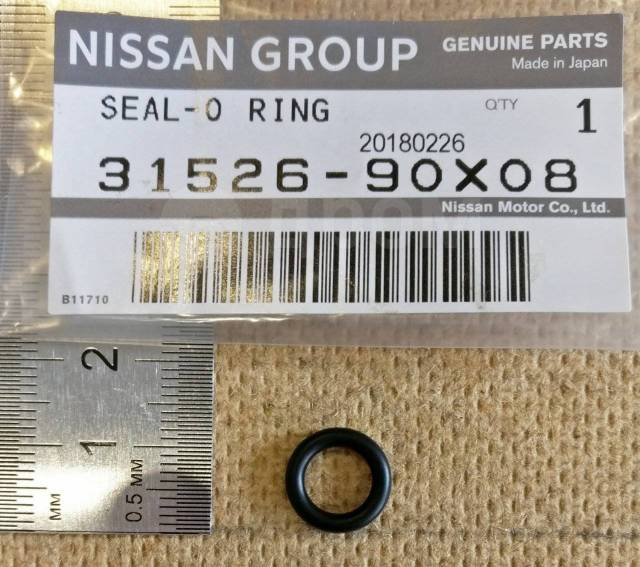 NISSAN GROUP
GENUINE PARTS
Made in Japan
SEAL-O RING
Q'TY 1
20180226
31526-90X08
Nissan Motor Co., Ltd.
B11710
2
1
MM
0.5 MM